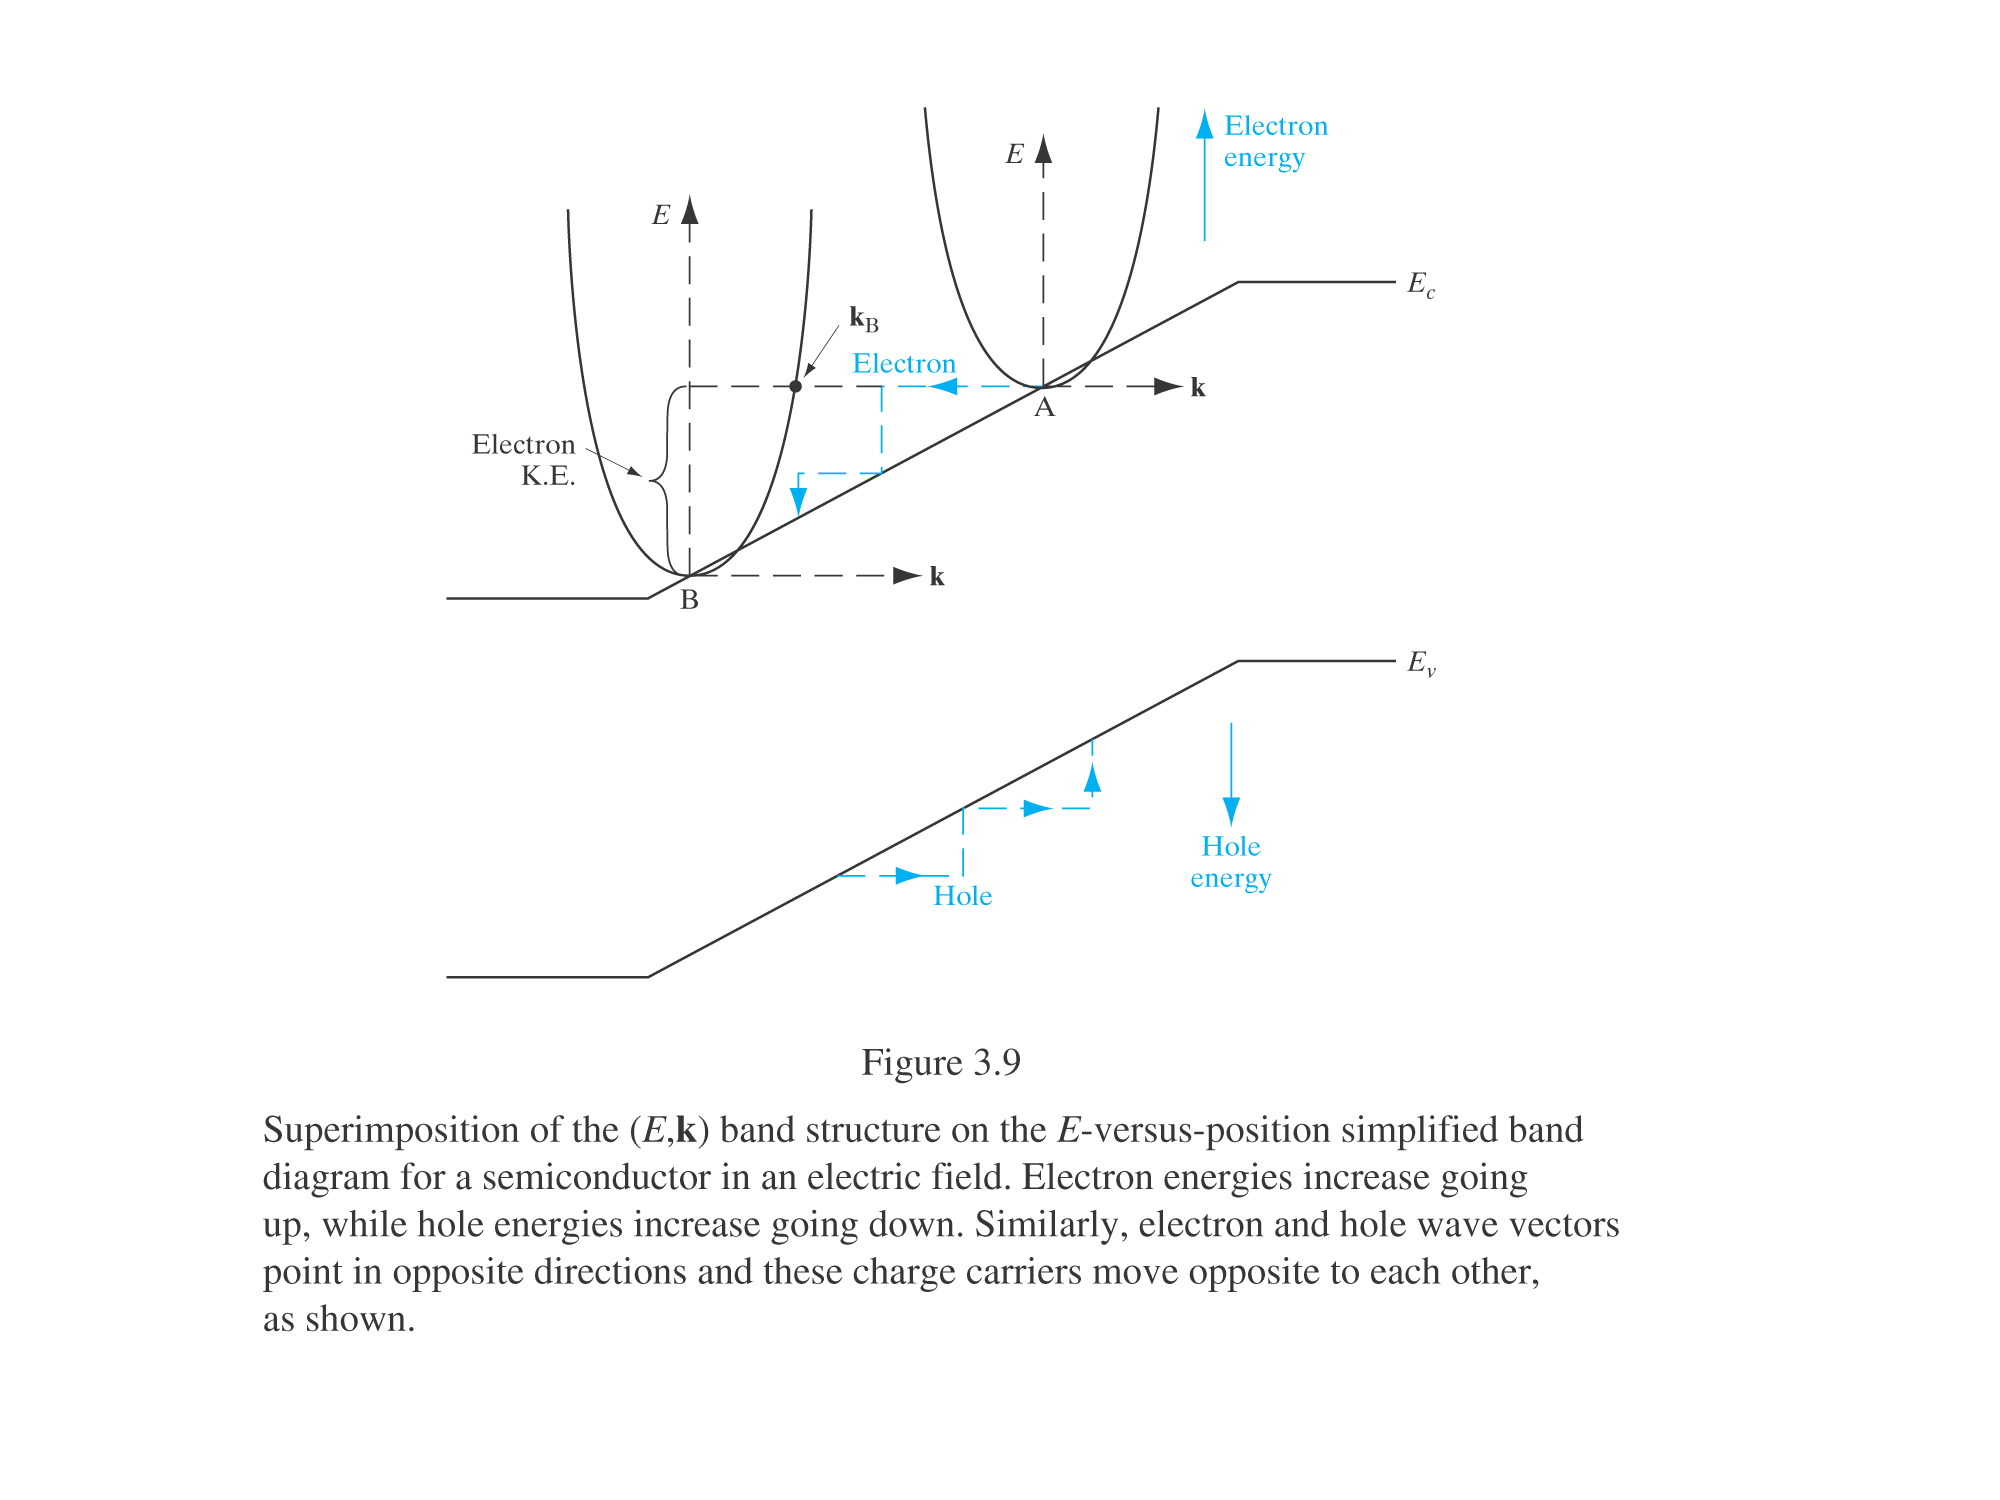 Electron
energy
E
E
E_c
k_B
Electron
k
A
Electron
K.E.
k
B
E_v
Hole
energy
Hole
Figure 3.9
Superimposition of the (E,k) band structure on the E-versus-position simplified band
diagram for a semiconductor in an electric field. Electron energies increase going
up, while hole energies increase going down. Similarly, electron and hole wave vectors
point in opposite directions and these charge carriers move opposite to each other,
as shown.